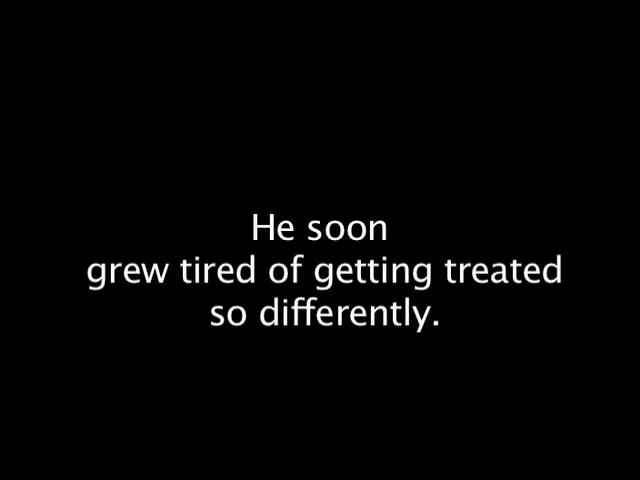 He soon
grew tired of getting treated
so differently.